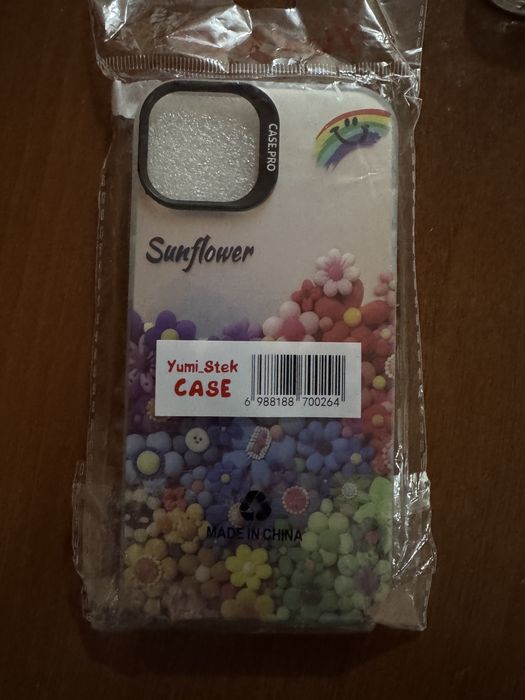 CASE.PRO
Sunflower
Yumi_Stek
CASE
6 988188 700264
MADE IN CHINA